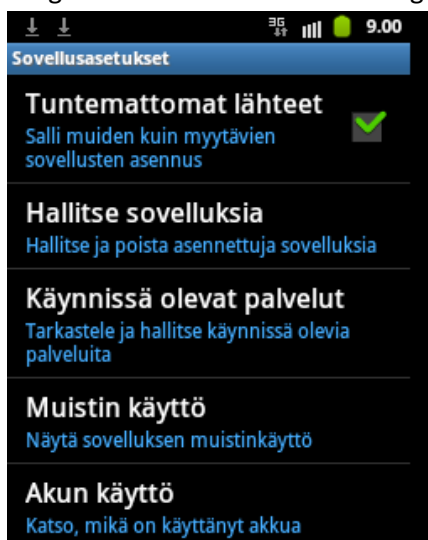 3G 9.00
Sovellusasetukset
Tuntemattomat lähteet
Salli muiden kuin myytävien
sovellusten asennus
Hallitse sovelluksia
Hallitse ja poista asennettuja sovelluksia
Käynnissä olevat palvelut
Tarkastele ja hallitse käynnissä olevia
palveluita
Muistin käyttö
Näytä sovelluksen muistinkäyttö
Akun käyttö
Katso, mikä on käyttänyt akkua